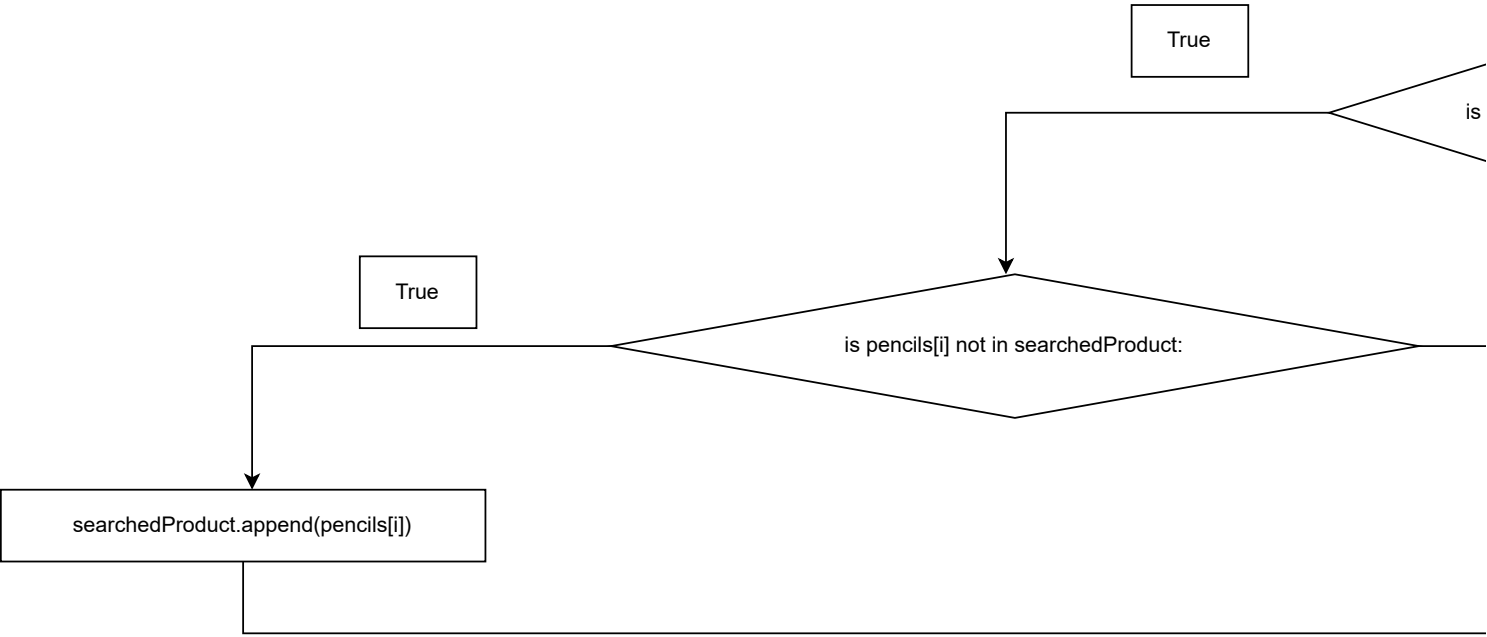 True
is
True
is pencils[i] not in searchedProduct:
searchedProduct.append(pencils[i])